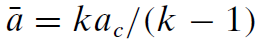 ā = ka_c/(k − 1)